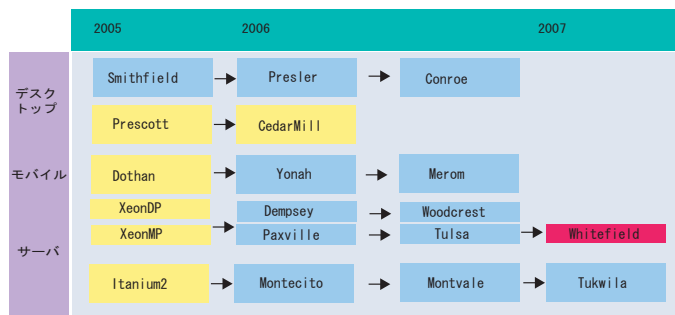 2005 2006 2007
デスク
トップ
Smithfield Presler Conroe
Prescott CedarMill
モバイル
Dothan Yonah Merom
サーバ
XeonDP Dempsey Woodcrest
XeonMP Paxville Tulsa Whitefield
Itanium2 Montecito Montvale Tukwila